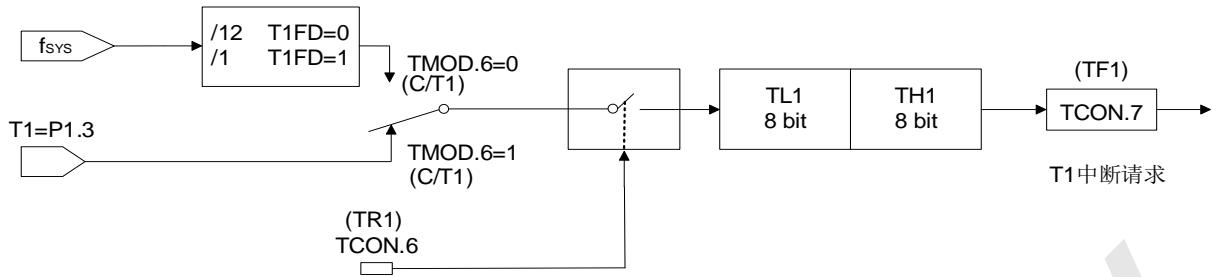 fSYS
/12 T1FD=0
/1 T1FD=1
TMOD.6=0
(C/T1)
T1=P1.3
TMOD.6=1
(C/T1)
(TR1)
TCON.6
TL1
8 bit
TH1
8 bit
(TF1)
TCON.7
T1中断请求